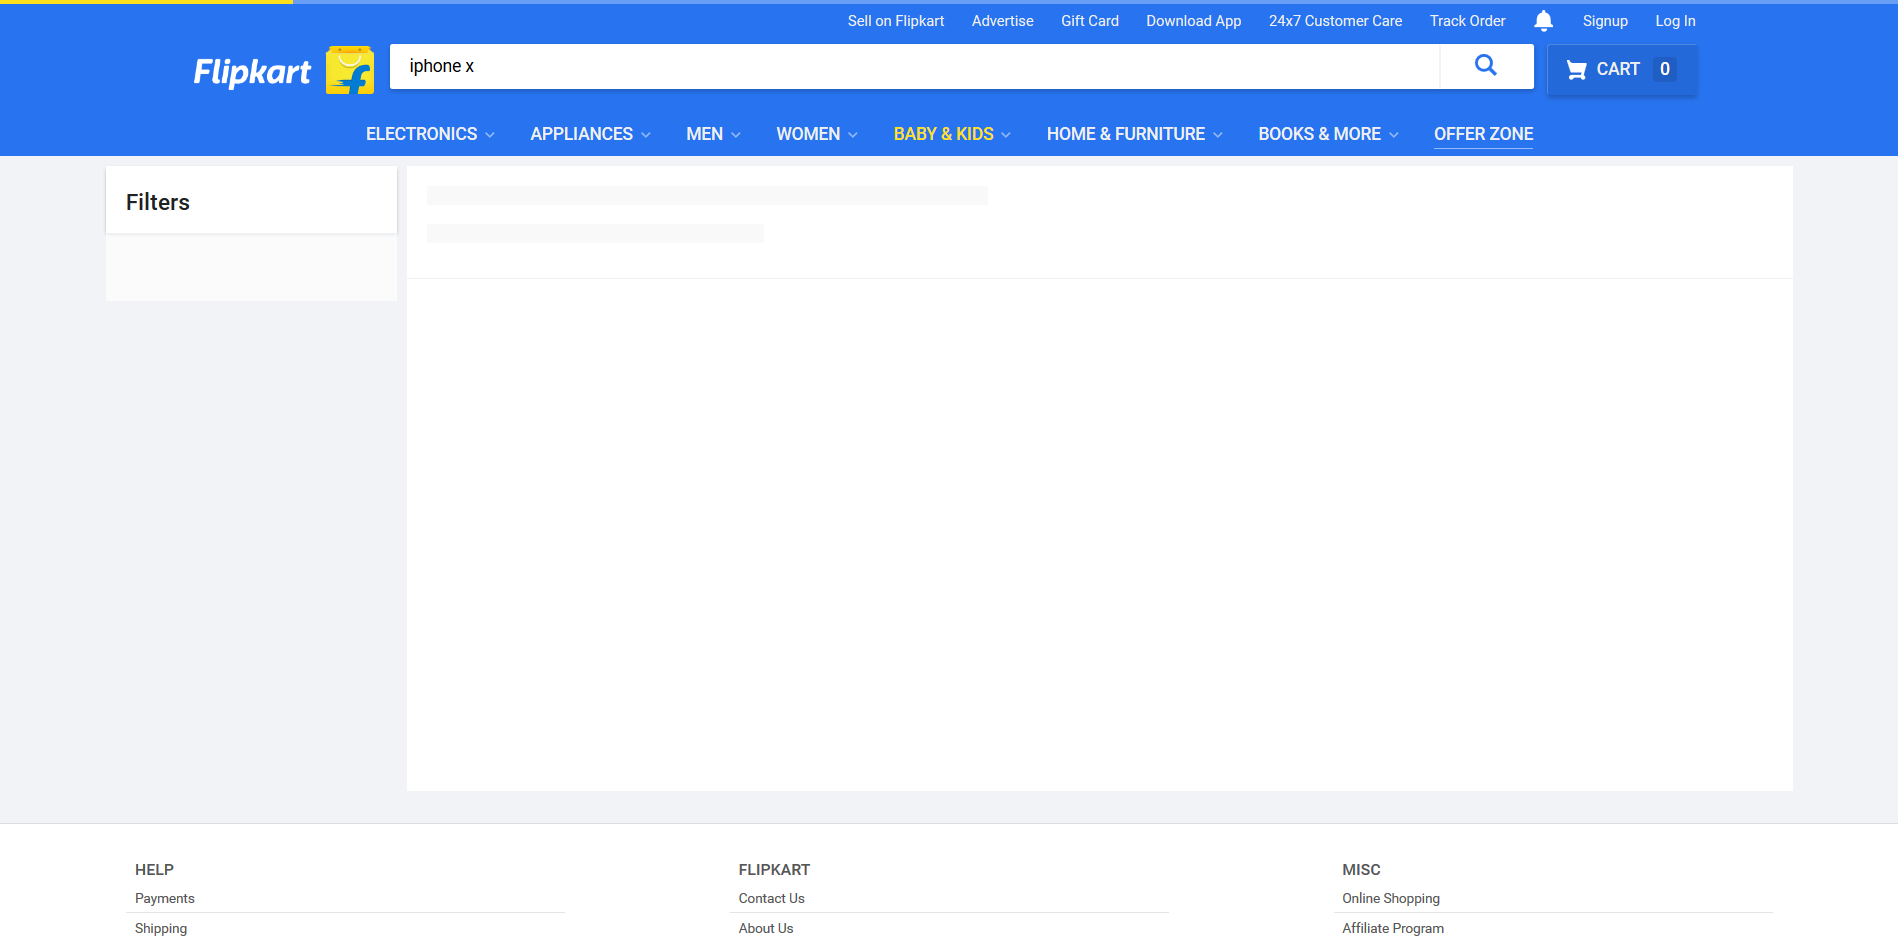 Sell on Flipkart Advertise Gift Card Download App 24x7 Customer Care Track Order Signup Log In
Flipkart f iphone x CART 0
ELECTRONICS APPLIANCES MEN WOMEN BABY & KIDS HOME & FURNITURE BOOKS & MORE OFFER ZONE
Filters
HELP FLIPKART MISC
Payments Contact Us Online Shopping
Shipping About Us Affiliate Program